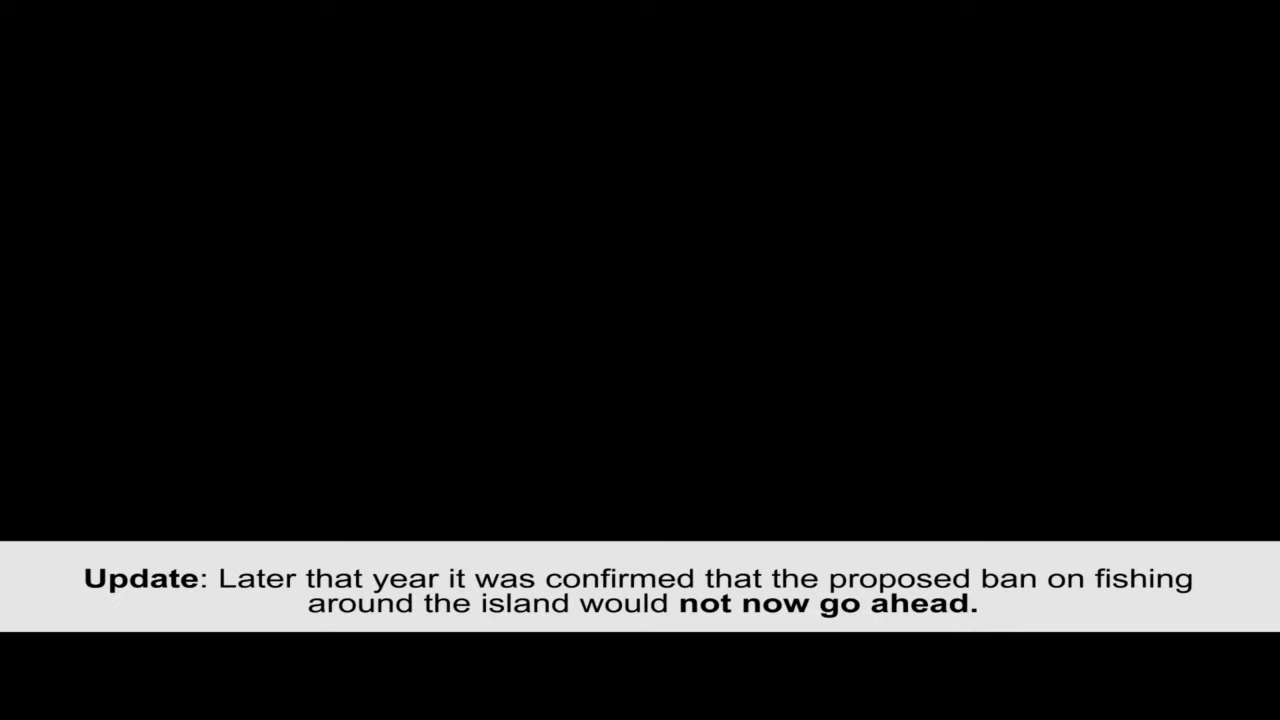 Update: Later that year it was confirmed that the proposed ban on fishing
around the island would not now go ahead.